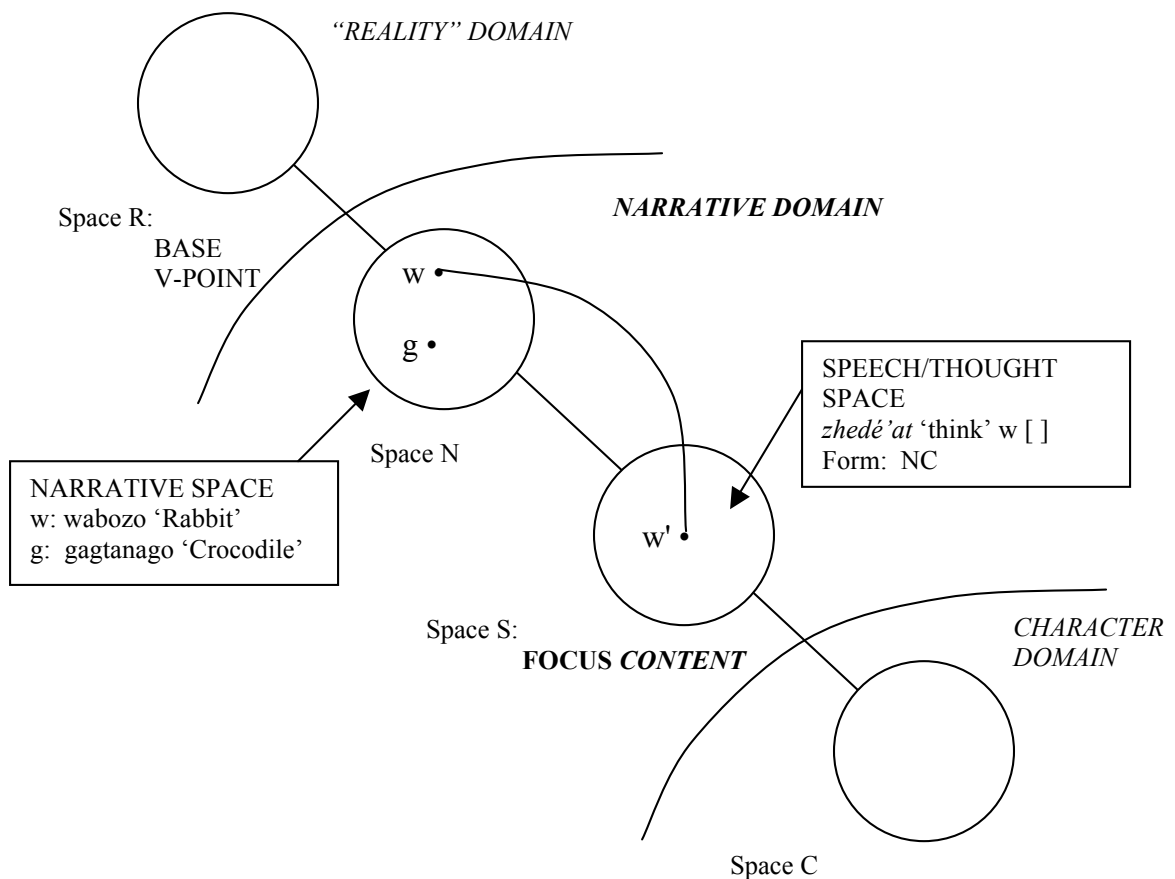 “REALITY” DOMAIN
Space R:
BASE
V-POINT
NARRATIVE DOMAIN
w
g
Space N
NARRATIVE SPACE
w: wabozo ‘Rabbit’
g: gagtanago ‘Crocodile’
SPEECH/THOUGHT
SPACE
zhedé’at ‘think’ w [ ]
Form: NC
w'
Space S:
FOCUS CONTENT
CHARACTER
DOMAIN
Space C